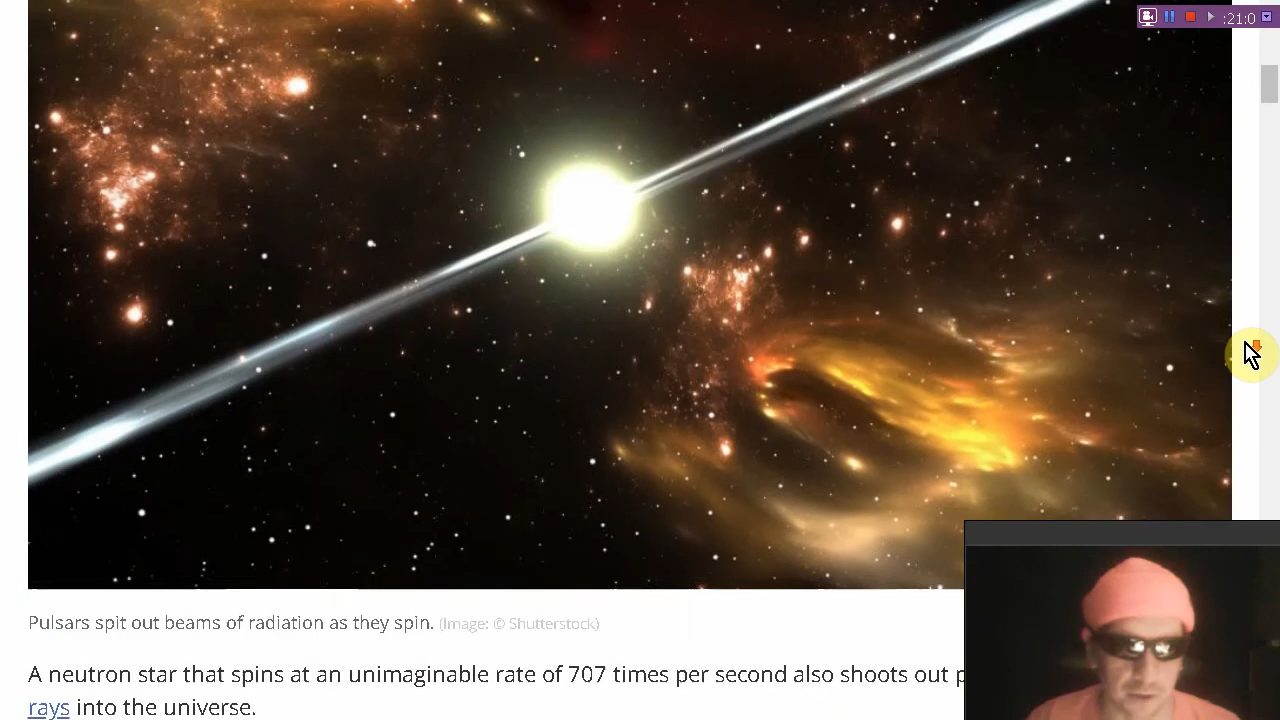 :21:0
Pulsars spit out beams of radiation as they spin. (Image: © Shutterstock)
A neutron star that spins at an unimaginable rate of 707 times per second also shoots out p
rays into the universe.